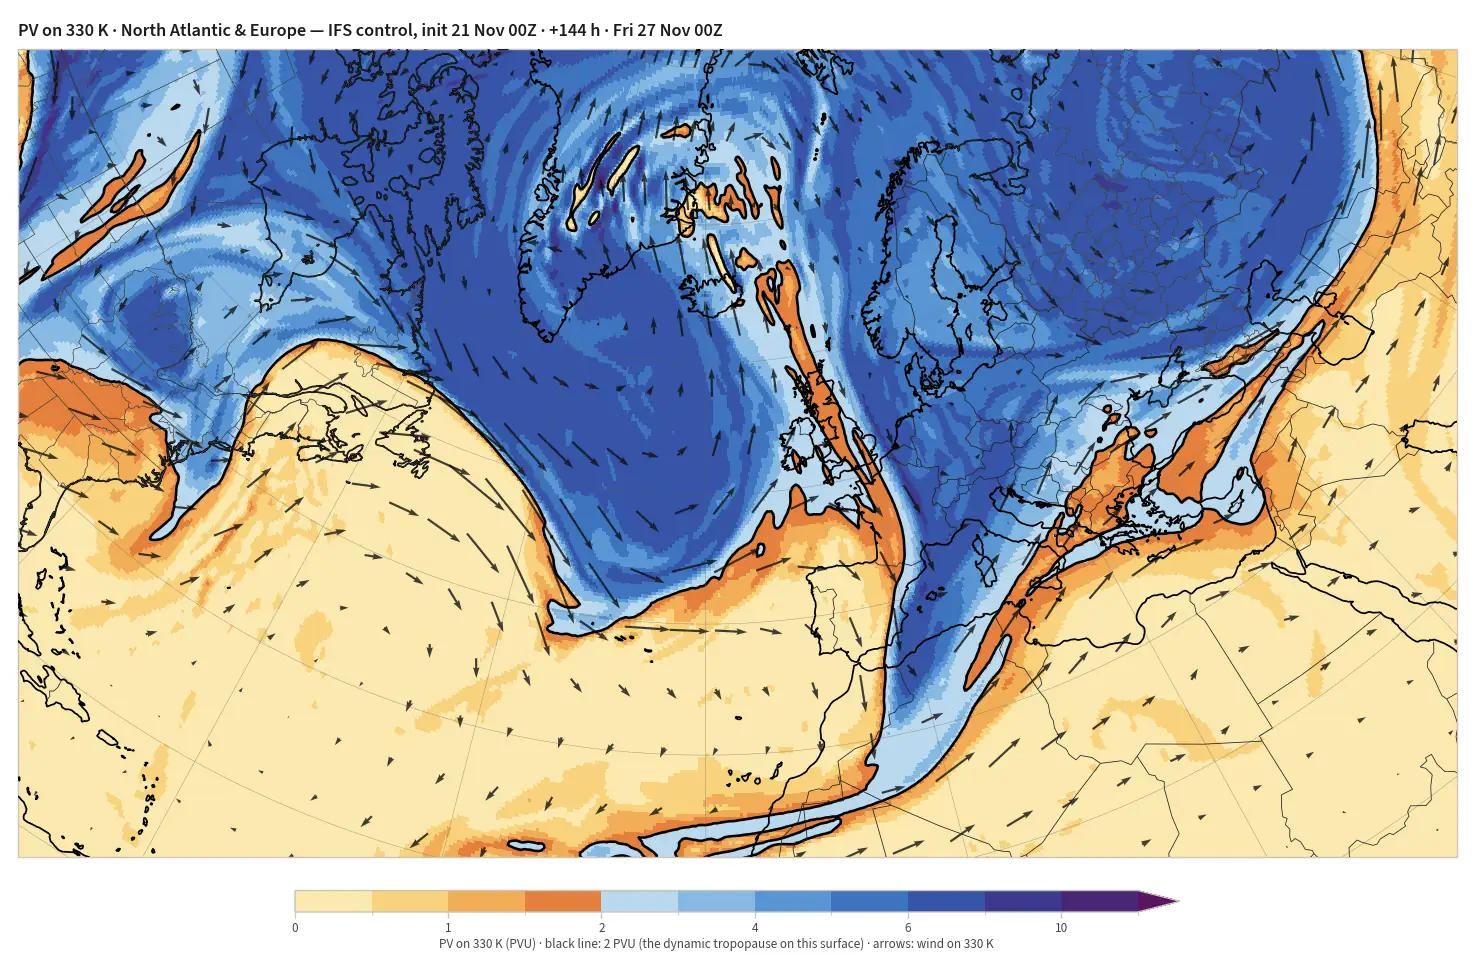 PV on 330 K · North Atlantic & Europe — IFS control, init 21 Nov 00Z · +144 h · Fri 27 Nov 00Z
0 1 2 4 6 10
PV on 330 K (PVU) · black line: 2 PVU (the dynamic tropopause on this surface) · arrows: wind on 330 K